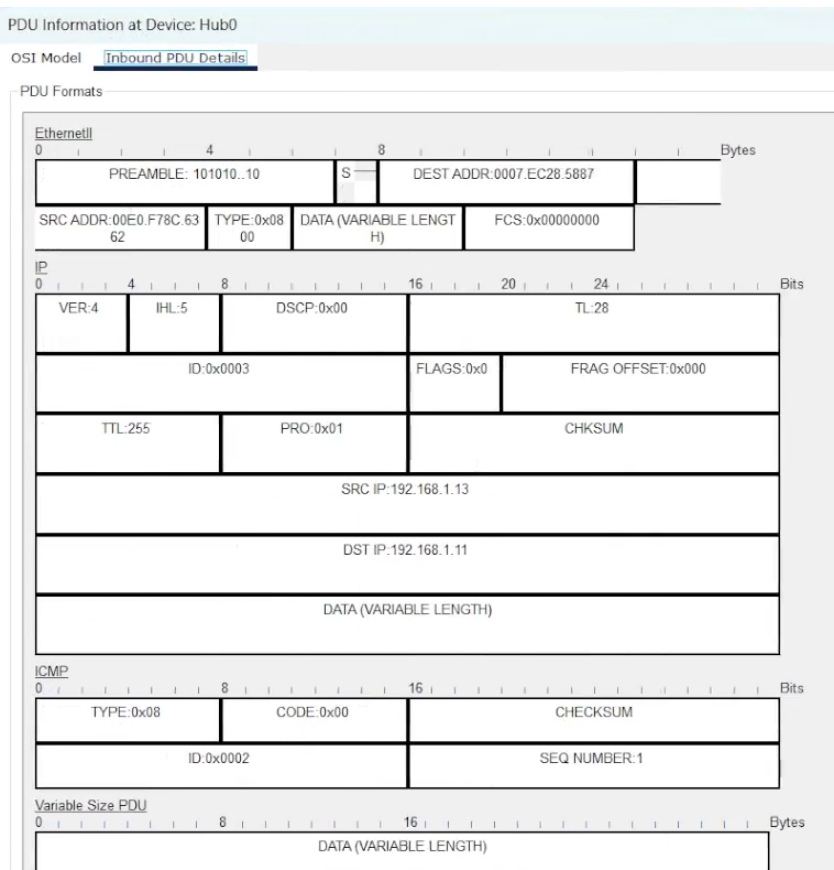 PDU Information at Device: Hub0
OSI Model Inbound PDU Details
PDU Formats
EthernetII
0 4 8 Bytes
PREAMBLE: 101010..10 S DEST ADDR:0007.EC28.5887
SRC ADDR:00E0.F78C.63 TYPE:0x08 DATA (VARIABLE LENGT FCS:0x00000000
62 00 H)
IP
0 4 8 16 20 24 Bits
VER:4 IHL:5 DSCP:0x00 TL:28
ID:0x0003 FLAGS:0x0 FRAG OFFSET:0x000
TTL:255 PRO:0x01 CHKSUM
SRC IP:192.168.1.13
DST IP:192.168.1.11
DATA (VARIABLE LENGTH)
ICMP
0 8 16 Bits
TYPE:0x08 CODE:0x00 CHECKSUM
ID:0x0002 SEQ NUMBER:1
Variable Size PDU
0 8 16 Bytes
DATA (VARIABLE LENGTH)